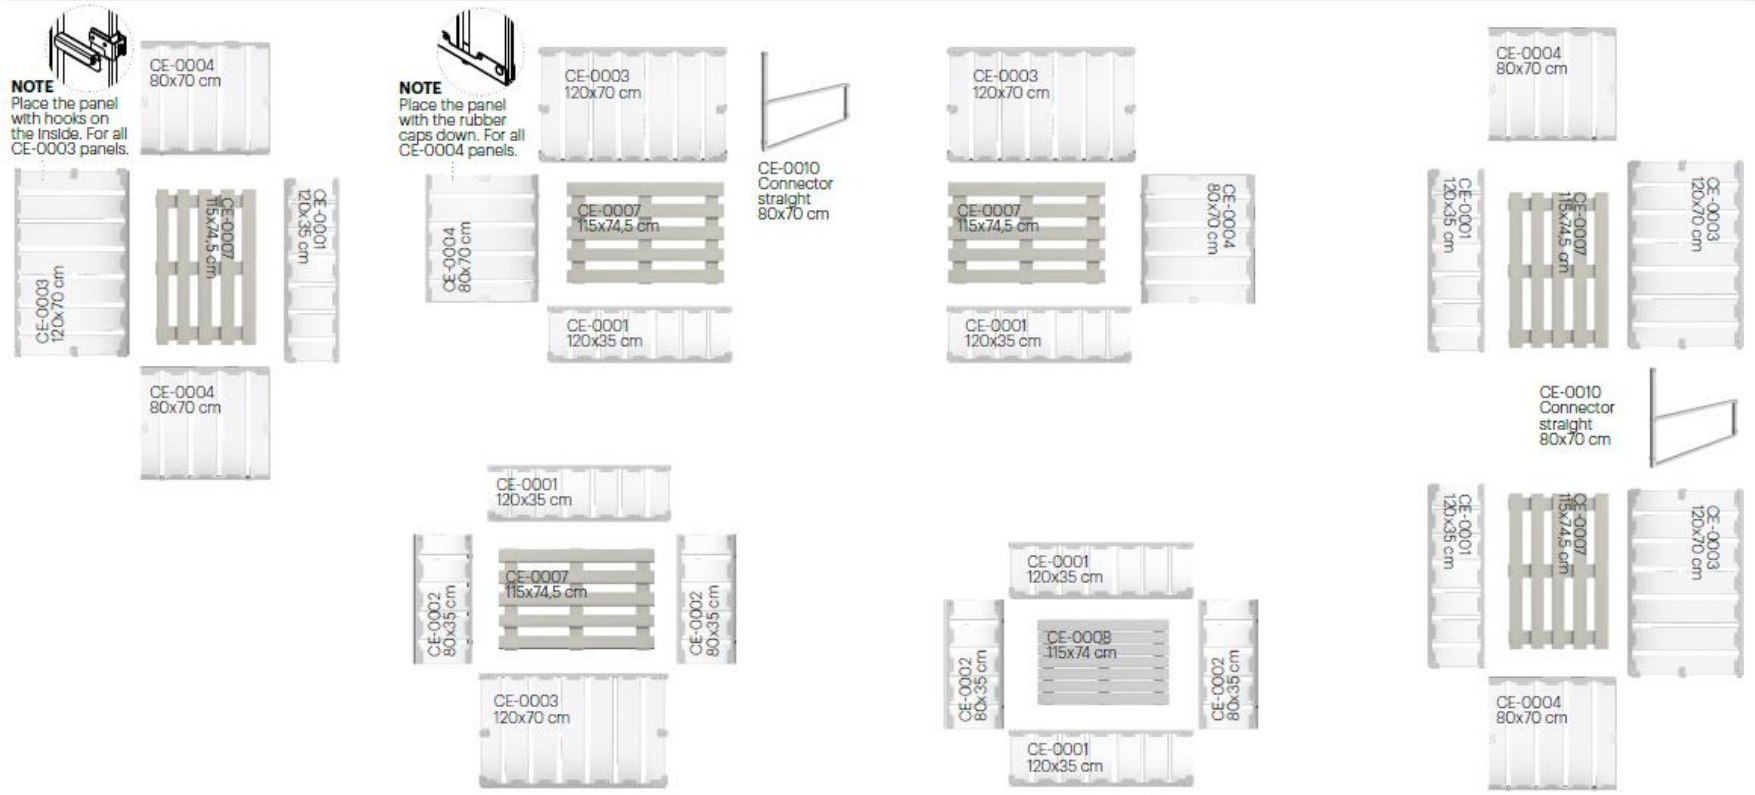 CE-0004
80x70 cm
NOTE
Place the panel
with hooks on
the inside. For all
CE-0003 panels.
CE-0003
120x70 cm
CE-0007
115x74,5 cm
CE-0001
120x35 cm
CE-0004
80x70 cm
NOTE
Place the panel
with the rubber
caps down. For all
CE-0004 panels.
CE-0003
120x70 cm
CE-0010
Connector
straight
80x70 cm
CE-0004
80x70 cm
CE-0007
115x74,5 cm
CE-0001
120x35 cm
CE-0003
120x70 cm
CE-0007
115x74,5 cm
CE-0004
80x70 cm
CE-0001
120x35 cm
CE-0004
80x70 cm
CE-0001
120x35 cm
CE-0007
115x74,5 cm
CE-0003
120x70 cm
CE-0010
Connector
straight
80x70 cm
CE-0001
120x35 cm
CE-0007
115x74,5 cm
CE-0003
120x70 cm
CE-0004
80x70 cm
CE-0001
120x35 cm
CE-0002
80x35 cm
CE-0007
115x74,5 cm
CE-0002
80x35 cm
CE-0003
120x70 cm
CE-0001
120x35 cm
CE-0002
80x35 cm
CE-0008
115x74 cm
CE-0002
80x35 cm
CE-0001
120x35 cm